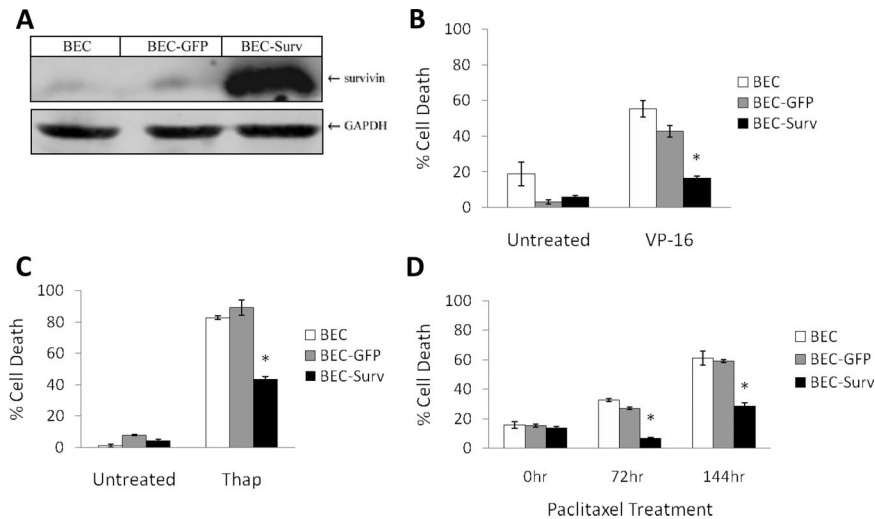 A
BEC BEC-GFP BEC-Surv
← survivin
← GAPDH
B
100
80
60
40
20
0
% Cell Death
BEC
BEC-GFP
BEC-Surv
*
Untreated VP-16
C
100
80
60
40
20
0
% Cell Death
BEC
BEC-GFP
BEC-Surv
*
Untreated Thap
D
100
80
60
40
20
0
% Cell Death
BEC
BEC-GFP
BEC-Surv
*
*
0hr 72hr 144hr
Paclitaxel Treatment